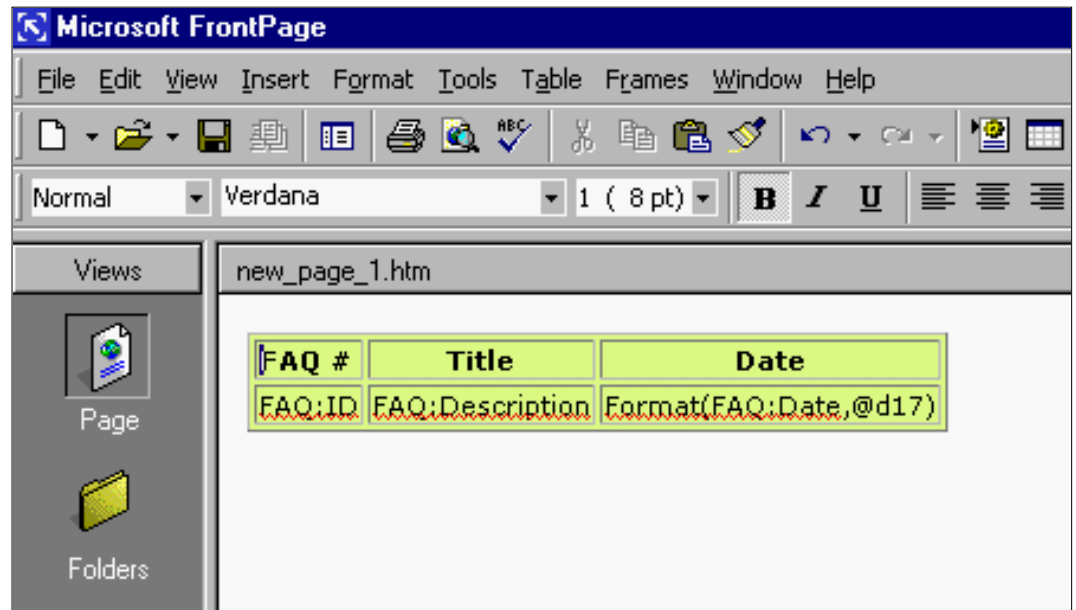 Microsoft FrontPage
File Edit View Insert Format Tools Table Frames Window Help
ABC
Normal Verdana 1 ( 8 pt) B I U
Views new_page_1.htm
FAQ # Title Date
FAQ:ID FAQ:Description Format(FAQ:Date,@d17)
Page
Folders